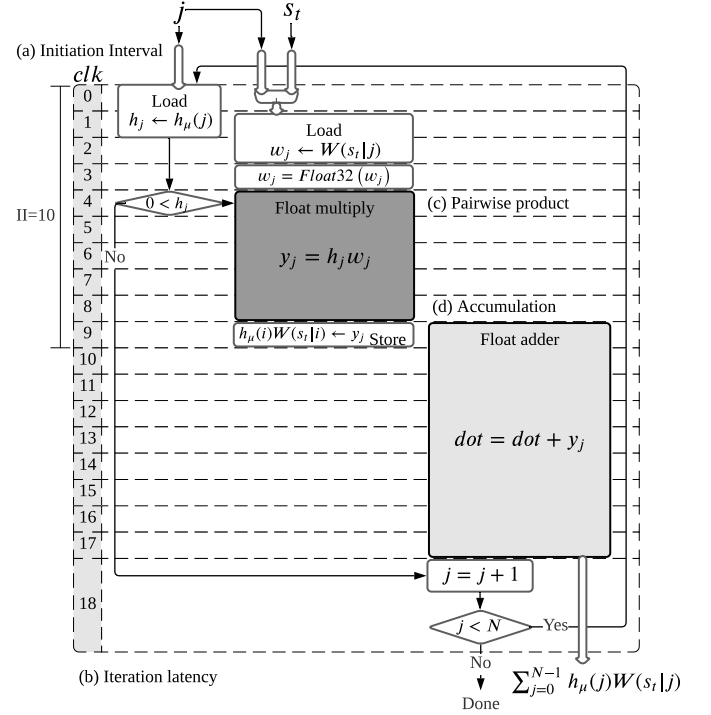 j
s_t
(a) Initiation Interval
clk
0
Load
h_j ← h_μ(j)
1
Load
w_j ← W(s_t|j)
2
3
w_j = Float32 (w_j)
4
0 < h_j
Float multiply
(c) Pairwise product
II=10
5
No
6
y_j = h_j w_j
7
8
(d) Accumulation
9
h_μ(i)W(s_t|i) ← y_j Store
Float adder
10
11
12
13
dot = dot + y_j
14
15
16
17
j = j + 1
18
j < N
Yes
No
(b) Iteration latency
Done
∑_{j=0}^{N−1} h_μ(j)W(s_t|j)